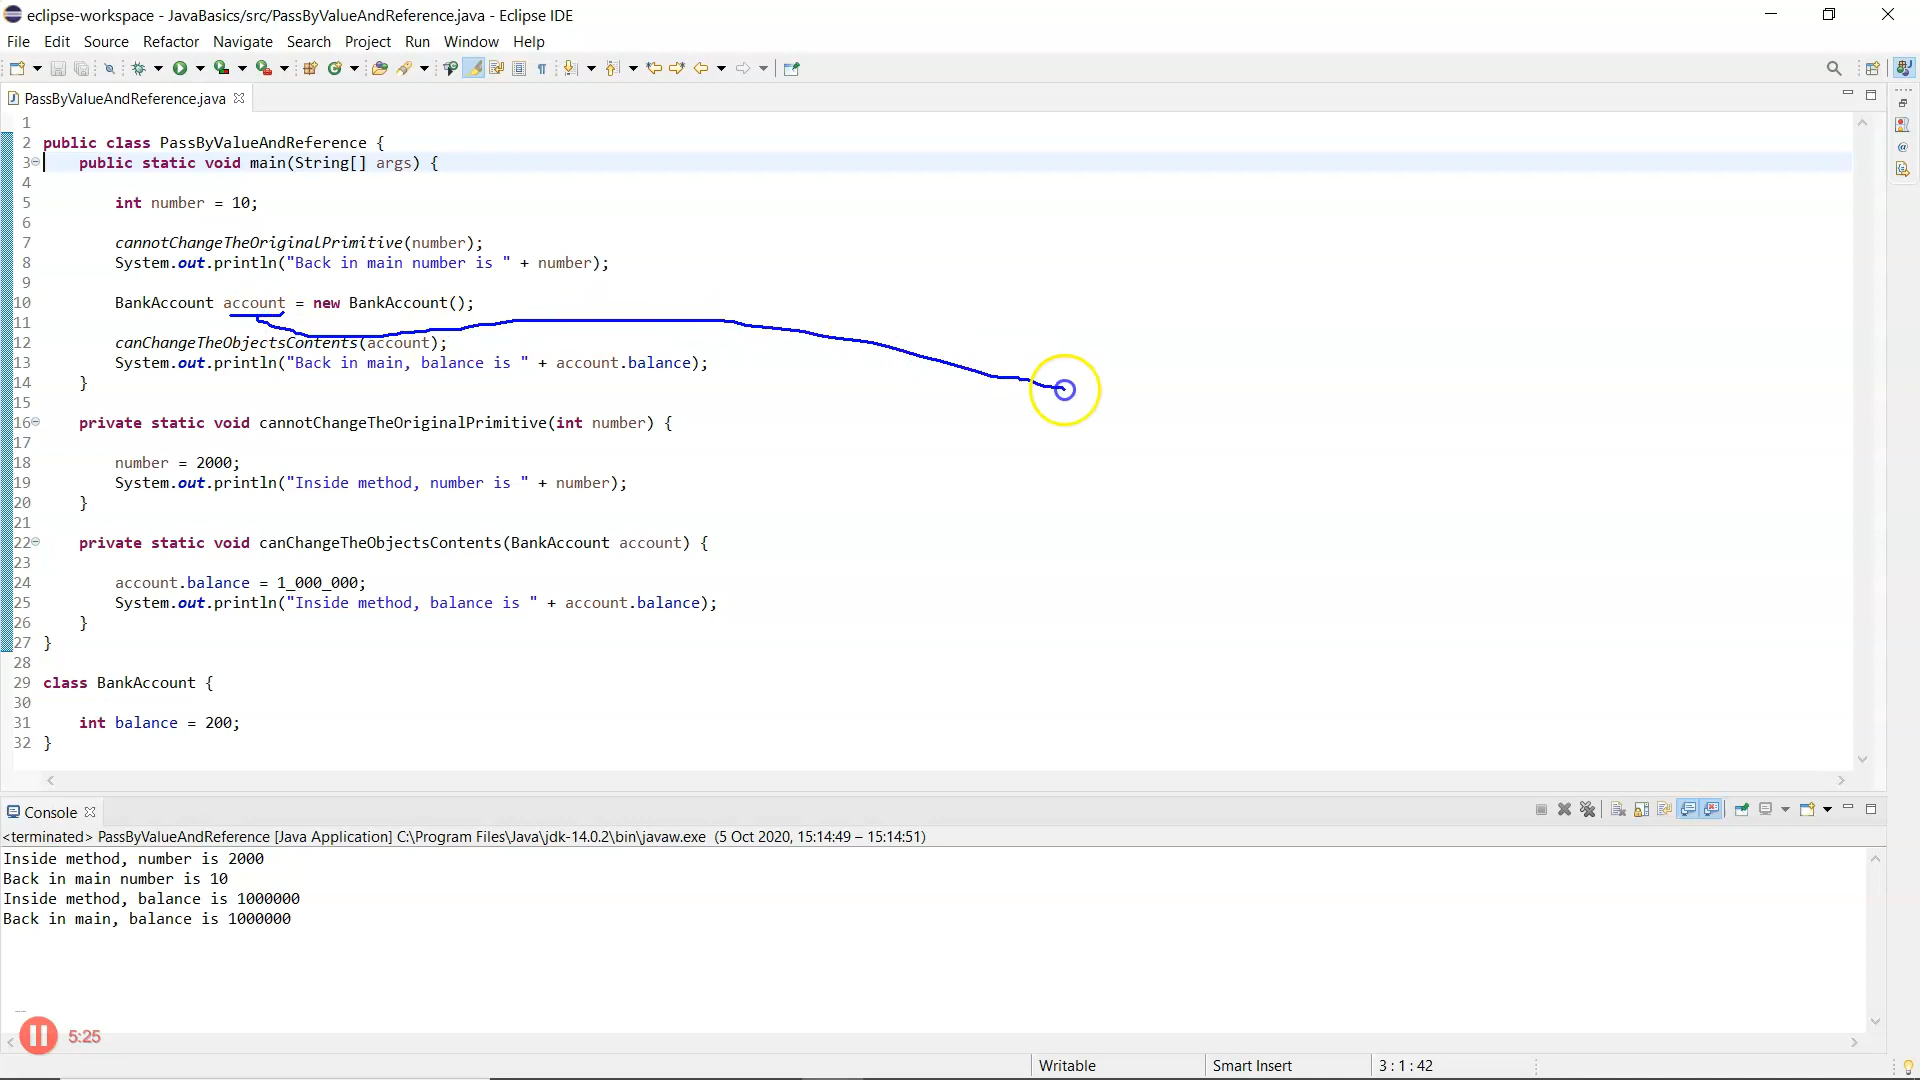 eclipse-workspace - JavaBasics/src/PassByValueAndReference.java - Eclipse IDE
File Edit Source Refactor Navigate Search Project Run Window Help
PassByValueAndReference.java
1
2 public class PassByValueAndReference {
3 public static void main(String[] args) {
4
5 int number = 10;
6
7 cannotChangeTheOriginalPrimitive(number);
8 System.out.println("Back in main number is " + number);
9
10 BankAccount account = new BankAccount();
11
12 canChangeTheObjectsContents(account);
13 System.out.println("Back in main, balance is " + account.balance);
14 }
15
16 private static void cannotChangeTheOriginalPrimitive(int number) {
17
18 number = 2000;
19 System.out.println("Inside method, number is " + number);
20 }
21
22 private static void canChangeTheObjectsContents(BankAccount account) {
23
24 account.balance = 1_000_000;
25 System.out.println("Inside method, balance is " + account.balance);
26 }
27 }
28
29 class BankAccount {
30
31 int balance = 200;
32 }
Console
<terminated> PassByValueAndReference [Java Application] C:\Program Files\Java\jdk-14.0.2\bin\javaw.exe (5 Oct 2020, 15:14:49 – 15:14:51)
Inside method, number is 2000
Back in main number is 10
Inside method, balance is 1000000
Back in main, balance is 1000000
5:25
Writable Smart Insert 3 : 1 : 42